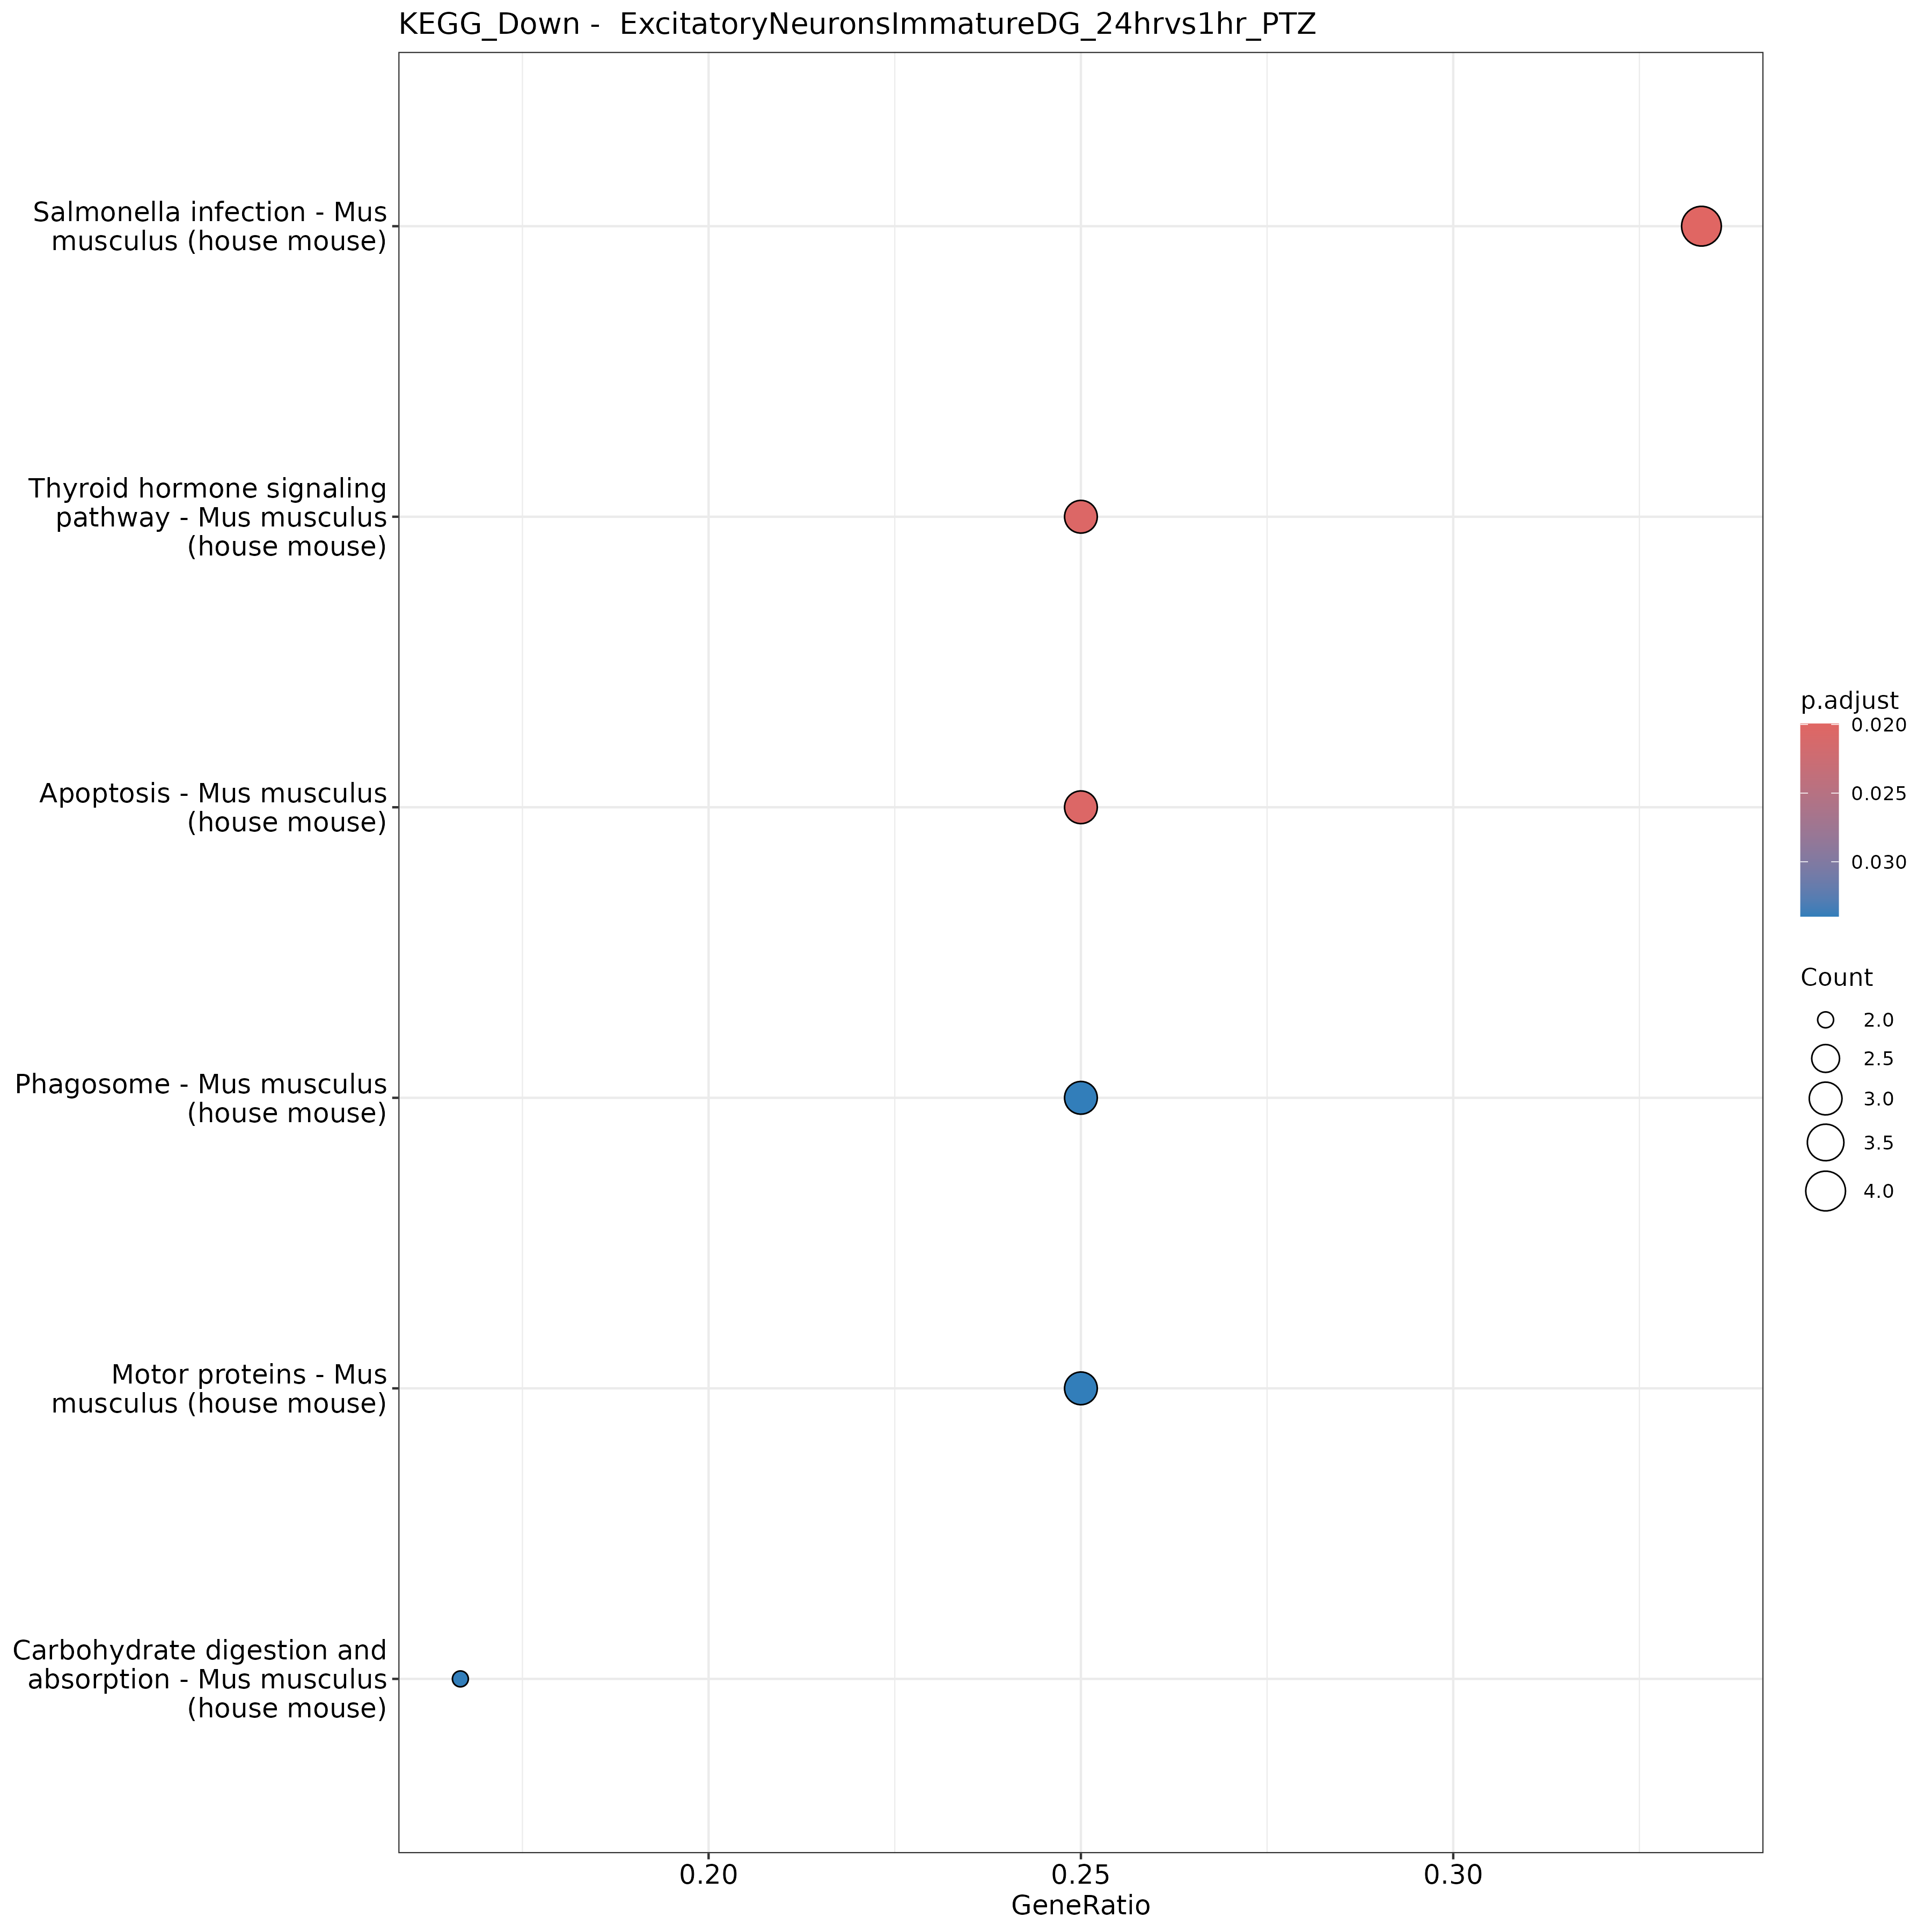 KEGG_Down -  ExcitatoryNeuronsImmatureDG_24hrvs1hr_PTZ
Salmonella infection - Mus
musculus (house mouse)
Thyroid hormone signaling
pathway - Mus musculus
(house mouse)
Apoptosis - Mus musculus
(house mouse)
Phagosome - Mus musculus
(house mouse)
Motor proteins - Mus
musculus (house mouse)
Carbohydrate digestion and
absorption - Mus musculus
(house mouse)
0.20
0.25
0.30
GeneRatio
p.adjust
0.020
0.025
0.030
Count
2.0
2.5
3.0
3.5
4.0